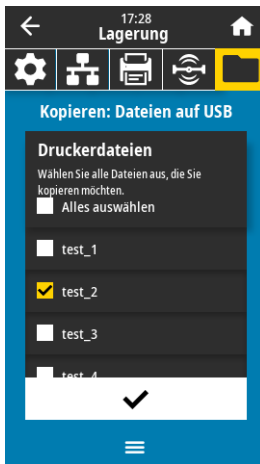 17:28
Lagerung
Kopieren: Dateien auf USB
Druckerdateien
Wählen Sie alle Dateien aus, die Sie
kopieren möchten.
Alles auswählen
test_1
test_2
test_3
test_4